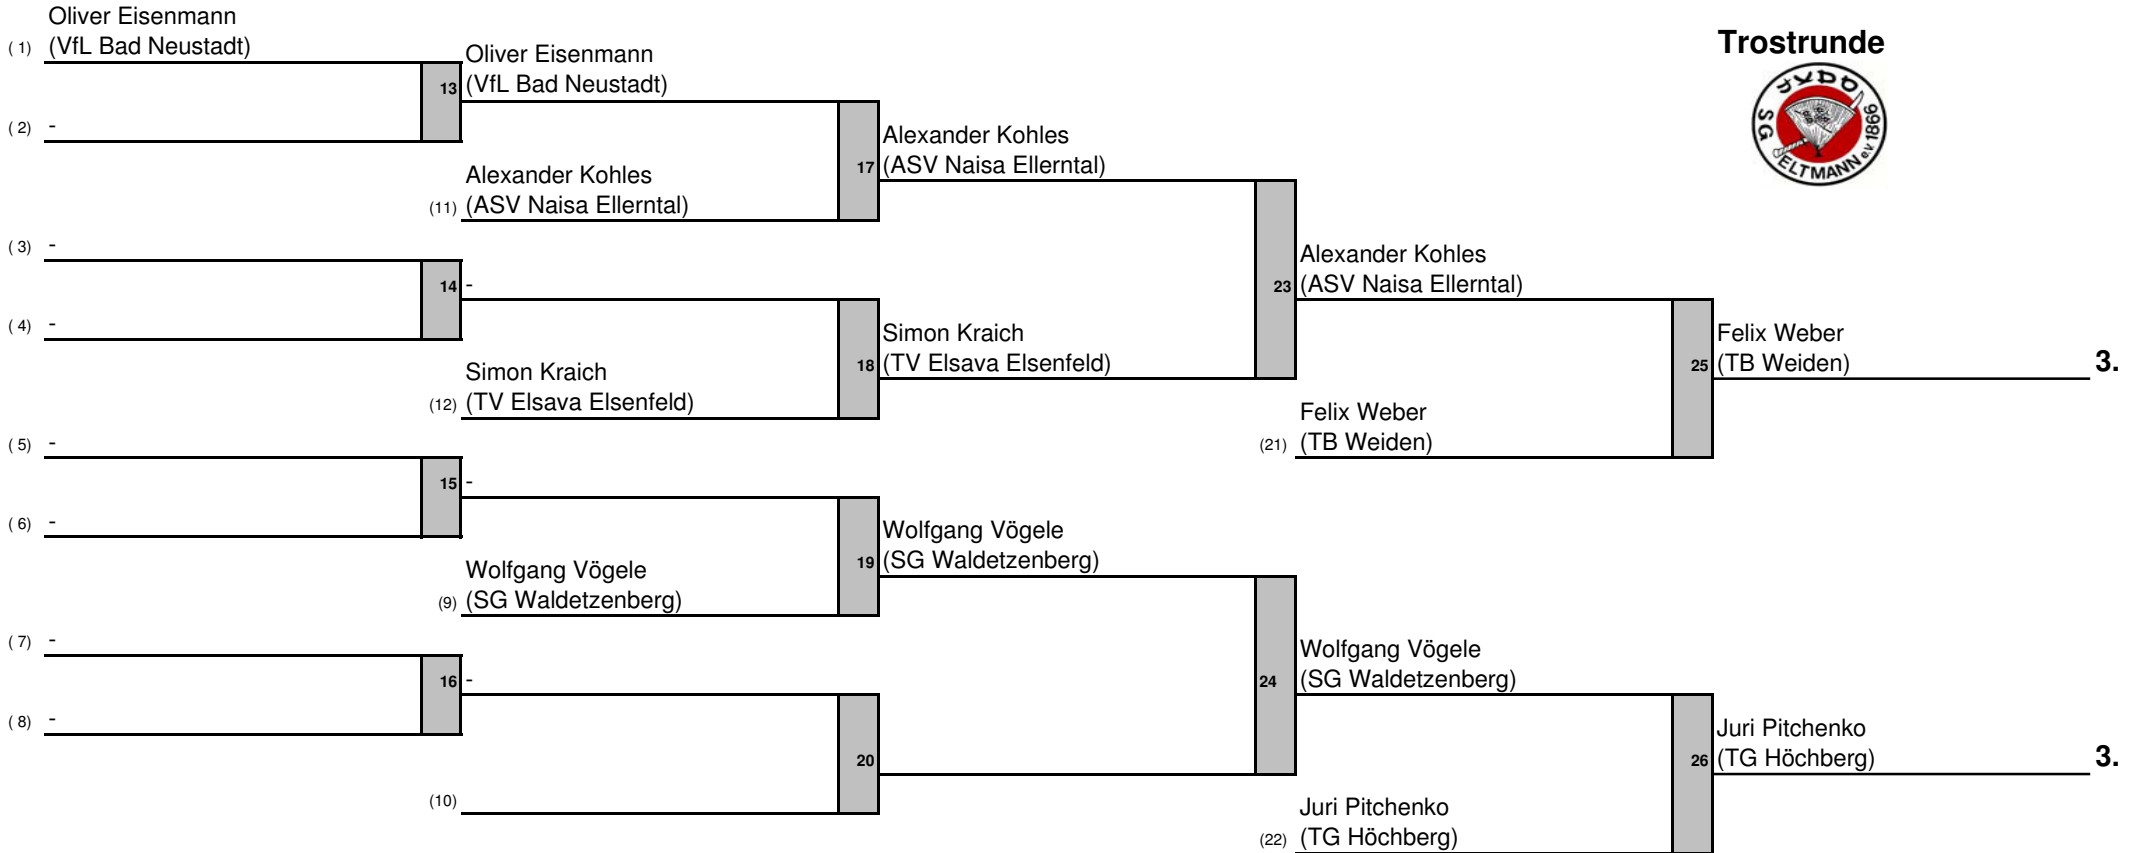 Oliver Eisenmann
( 1) (VfL Bad Neustadt)
Trostrunde
Oliver Eisenmann
13 (VfL Bad Neustadt)
( 2) -
JUDO
SG ELTMANN e.V. 1866
Alexander Kohles
17 (ASV Naisa Ellerntal)
Alexander Kohles
(11) (ASV Naisa Ellerntal)
( 3) -
Alexander Kohles
23 (ASV Naisa Ellerntal)
14 -
( 4) -
Simon Kraich
18 (TV Elsava Elsenfeld)
Felix Weber
25 (TB Weiden) 3.
Simon Kraich
(12) (TV Elsava Elsenfeld)
Felix Weber
(21) (TB Weiden)
( 5) -
15 -
( 6) -
Wolfgang Vögele
19 (SG Waldetzenberg)
Wolfgang Vögele
(9) (SG Waldetzenberg)
( 7) -
Wolfgang Vögele
24 (SG Waldetzenberg)
16 -
( 8) -
Juri Pitchenko
26 (TG Höchberg) 3.
20
(10)
Juri Pitchenko
(22) (TG Höchberg)